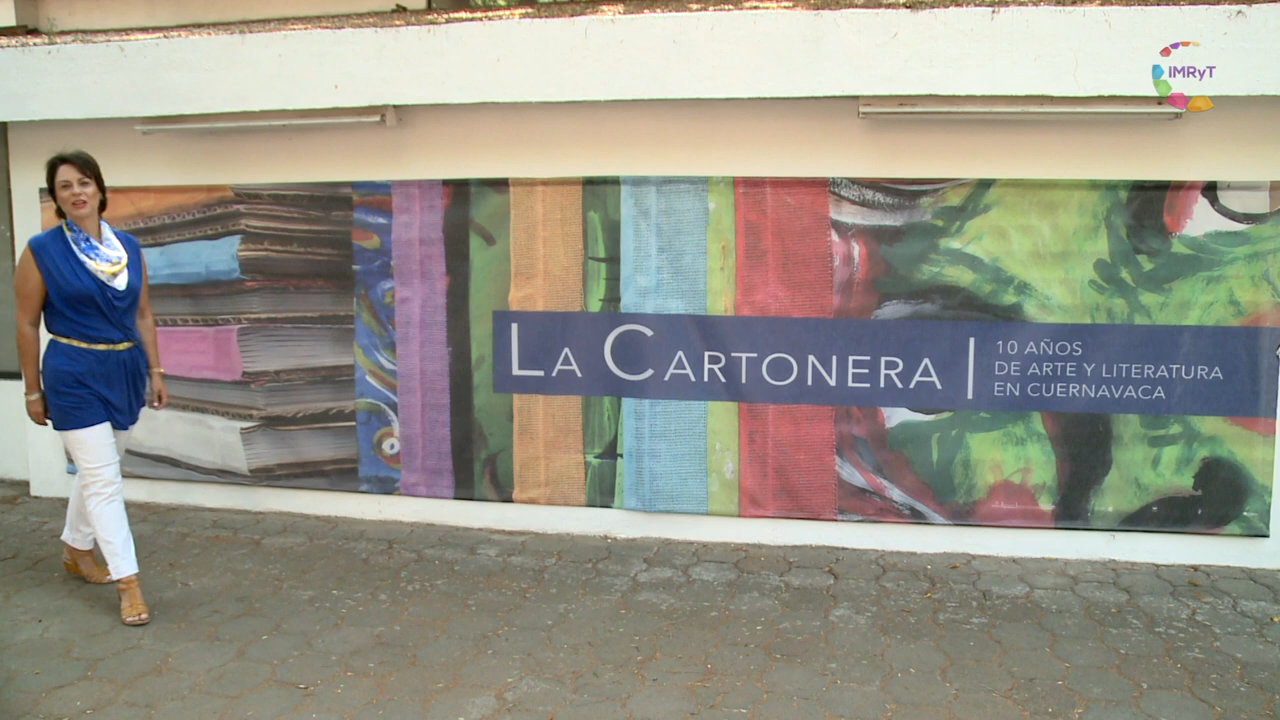 IMRyT
LA CARTONERA
10 AÑOS
DE ARTE Y LITERATURA
EN CUERNAVACA